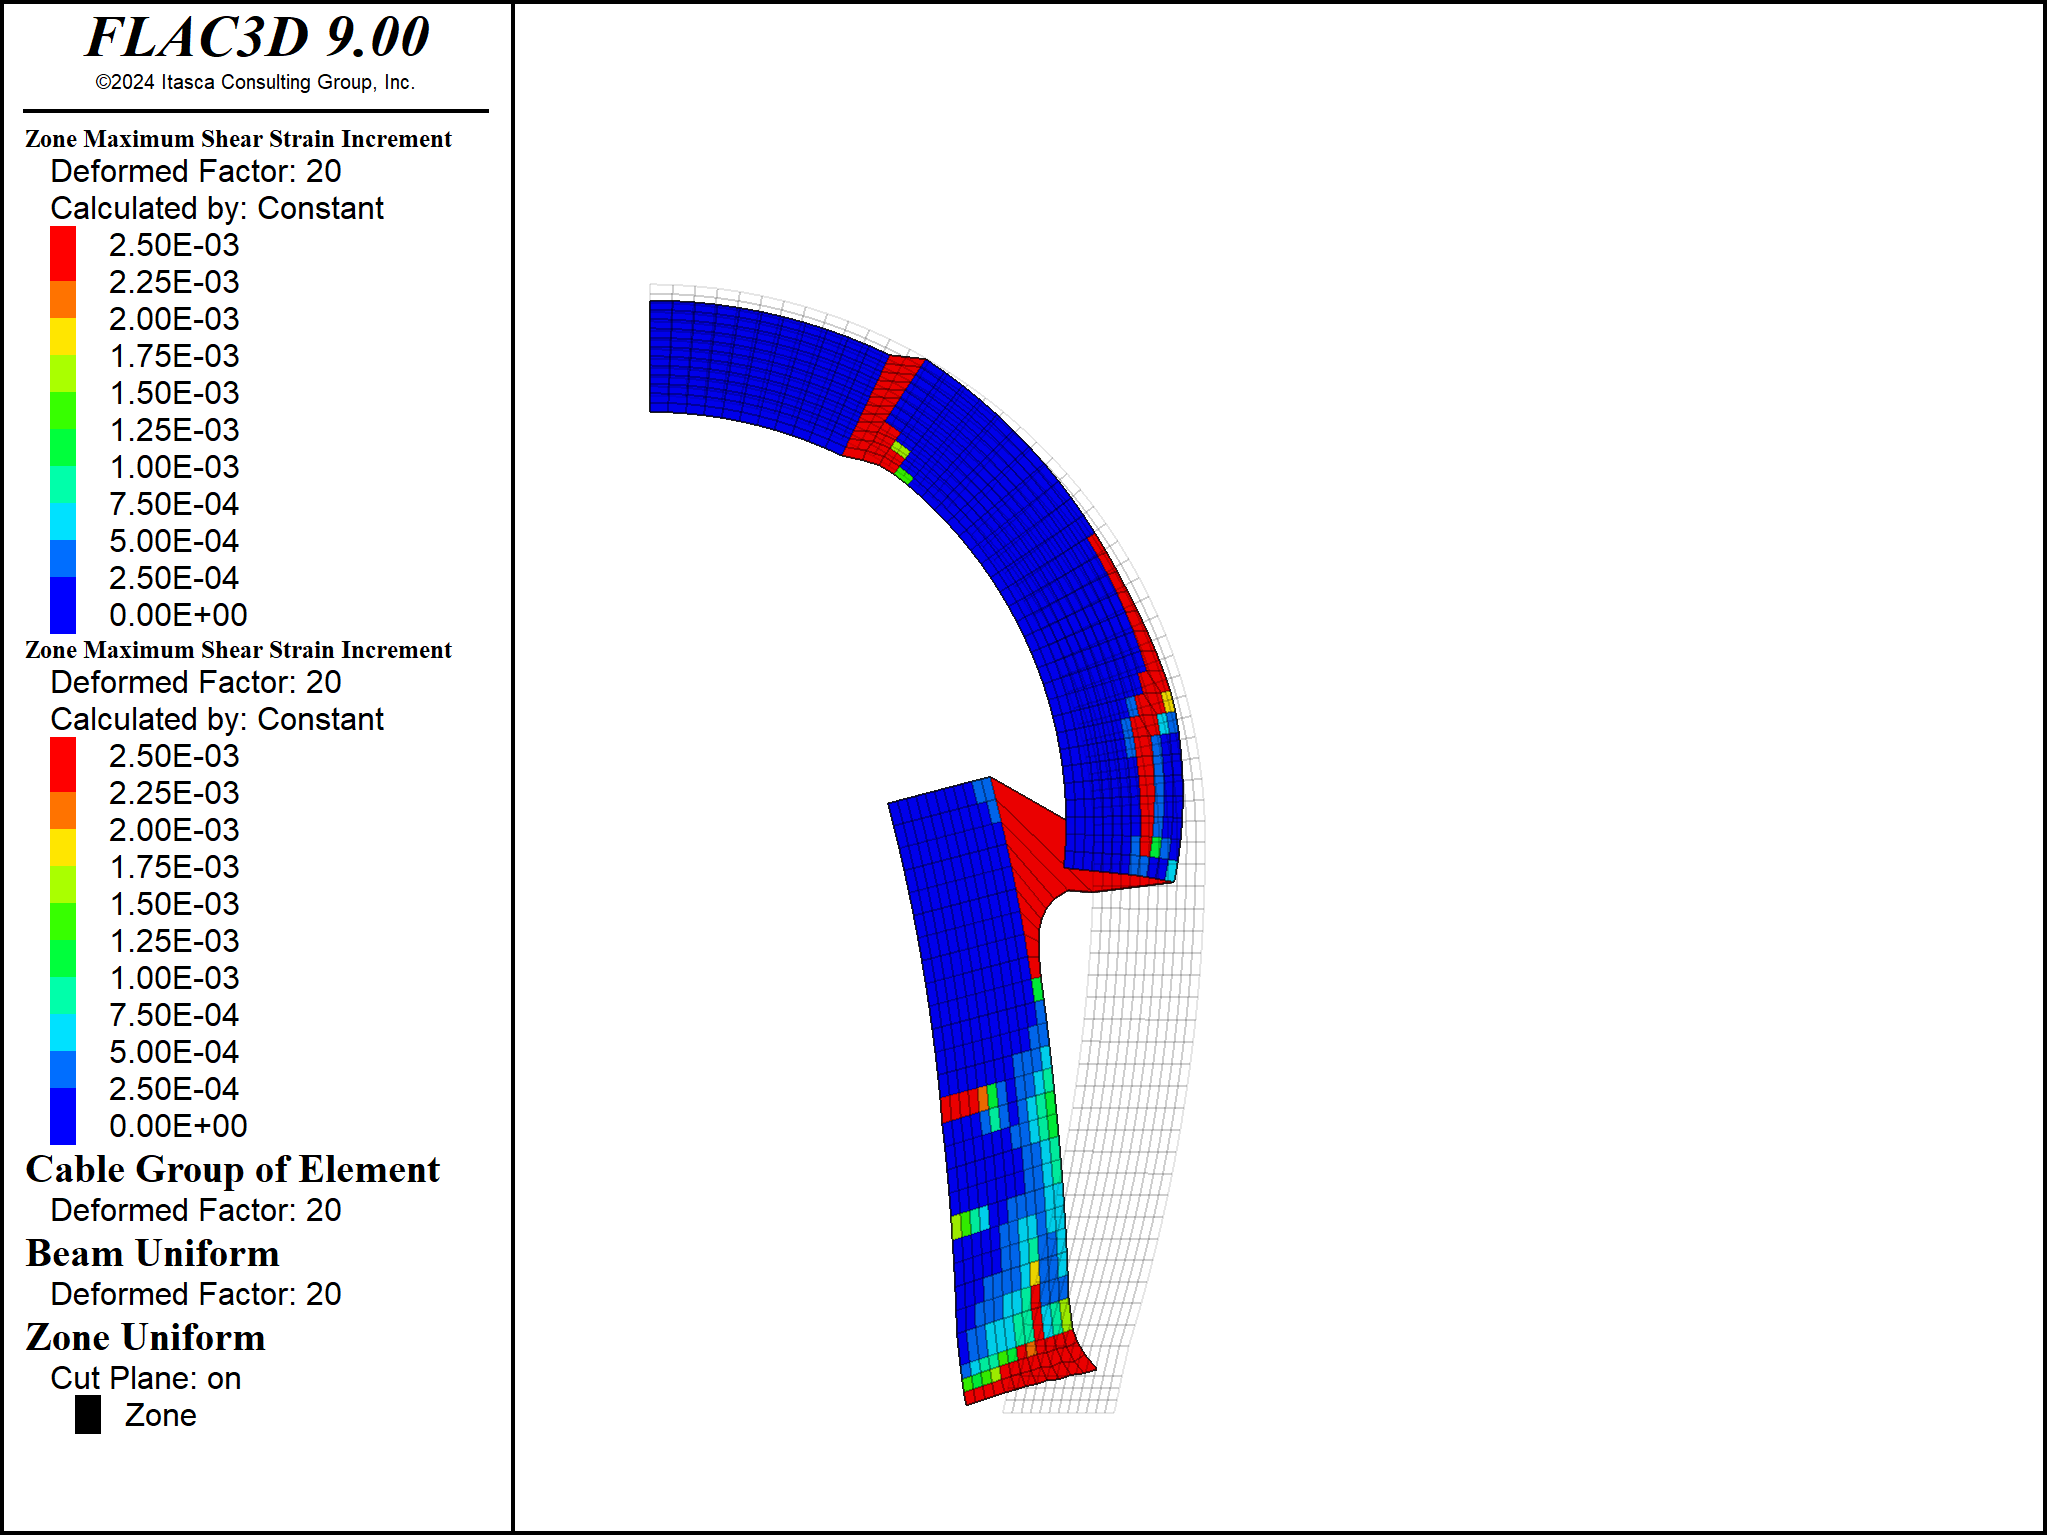 FLAC3D 9.00
©2024 Itasca Consulting Group, Inc.
Zone Maximum Shear Strain Increment
Deformed Factor: 20
Calculated by: Constant
2.50E-03
2.25E-03
2.00E-03
1.75E-03
1.50E-03
1.25E-03
1.00E-03
7.50E-04
5.00E-04
2.50E-04
0.00E+00
Zone Maximum Shear Strain Increment
Deformed Factor: 20
Calculated by: Constant
2.50E-03
2.25E-03
2.00E-03
1.75E-03
1.50E-03
1.25E-03
1.00E-03
7.50E-04
5.00E-04
2.50E-04
0.00E+00
Cable Group of Element
Deformed Factor: 20
Beam Uniform
Deformed Factor: 20
Zone Uniform
Cut Plane: on
Zone